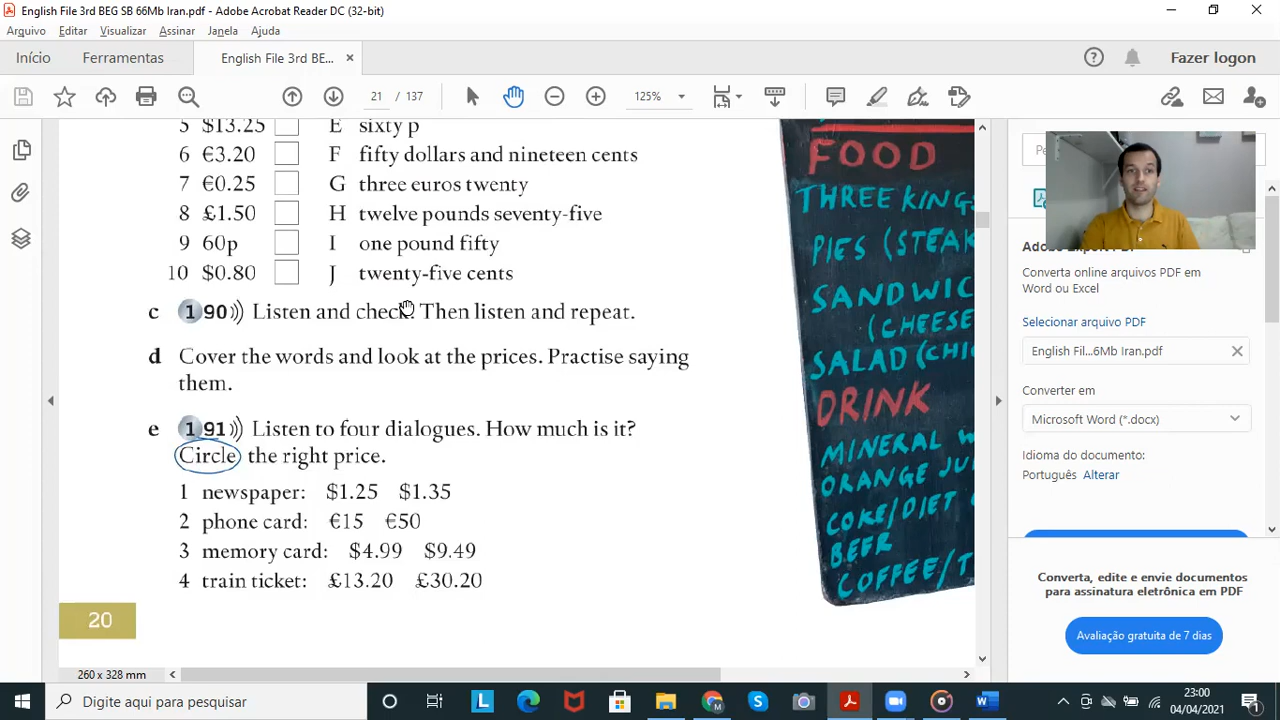 English File 3rd BEG SB 66Mb Iran.pdf - Adobe Acrobat Reader DC (32-bit)
Arquivo Editar Visualizar Assinar Janela Ajuda
Início Ferramentas English File 3rd BE... × Fazer logon
21 / 137 125%
5 $13.25 E sixty p
6 €3.20 F fifty dollars and nineteen cents
7 €0.25 G three euros twenty
8 £1.50 H twelve pounds seventy-five
9 60p I one pound fifty
10 $0.80 J twenty-five cents
c 1 90 Listen and check. Then listen and repeat.
d Cover the words and look at the prices. Practise saying
them.
e 1 91 Listen to four dialogues. How much is it?
Circle the right price.
1 newspaper: $1.25 $1.35
2 phone card: €15 €50
3 memory card: $4.99 $9.49
4 train ticket: £13.20 £30.20
20
260 x 328 mm
FOOD
THREE KING
PIES (STEAK
SANDWIC
(CHEESE
SALAD (CHI
DRINK
MINERAL W
ORANGE JU
COKE/DIET
BEER
COFFEE/T
Converta online arquivos PDF em
Word ou Excel
Selecionar arquivo PDF
English Fil...6Mb Iran.pdf
Converter em
Microsoft Word (*.docx)
Idioma do documento:
Português Alterar
Converta, edite e envie documentos
para assinatura eletrônica em PDF
Avaliação gratuita de 7 dias
Digite aqui para pesquisar
23:00
04/04/2021